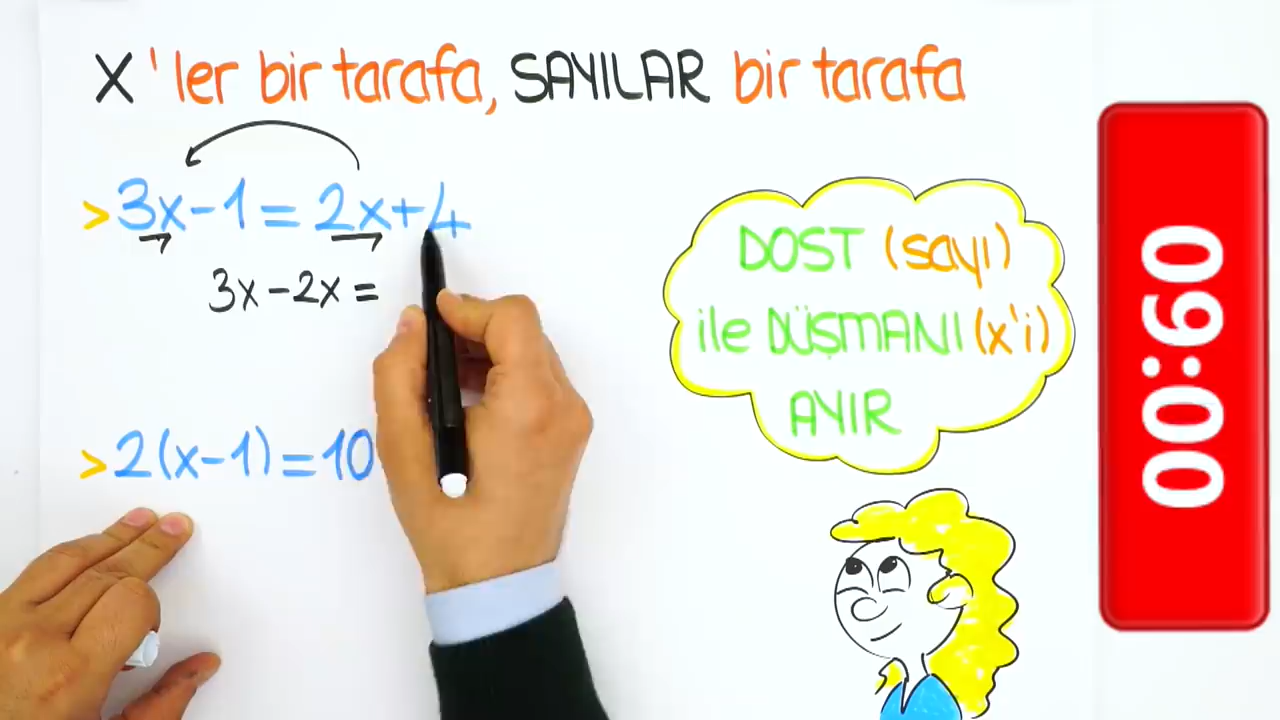 X'ler bir tarafa, SAYILAR bir tarafa
> 3x-1 = 2x+4
3x-2x =
> 2(x-1) = 10
DOST (sayı)
ile DÜŞMANI (x'i)
AYIR
00:60